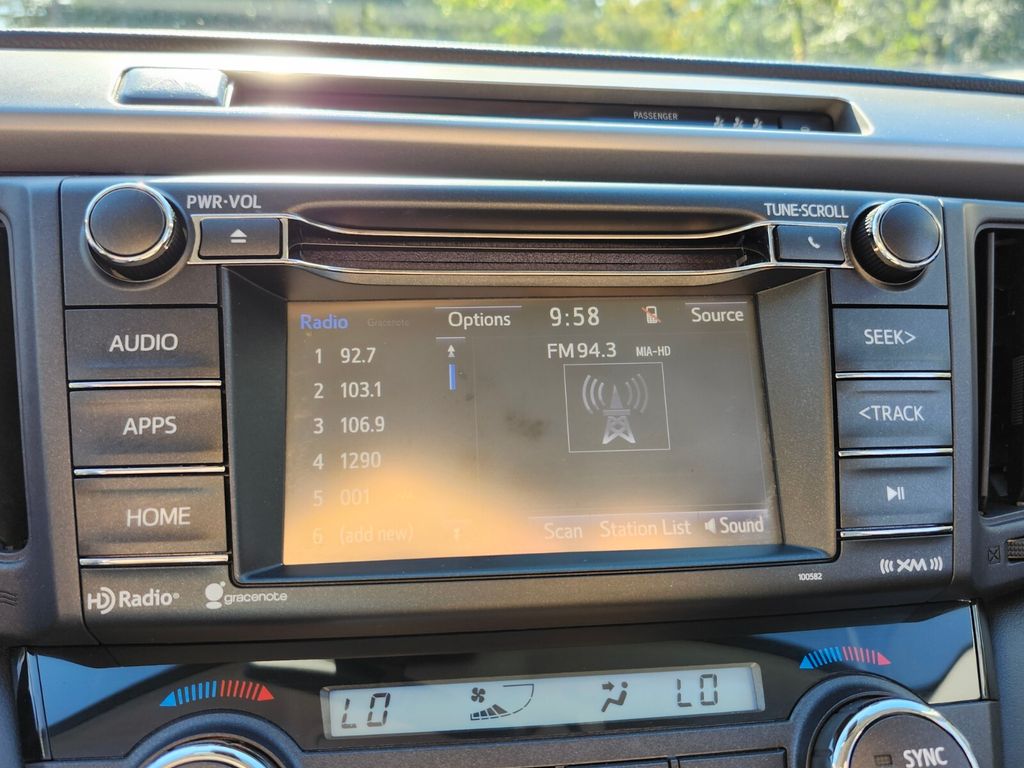 PASSENGER
PWR·VOL
TUNE·SCROLL
AUDIO
APPS
HOME
Radio
Gracenote
Options
9:58
Source
1 92.7
2 103.1
3 106.9
4 1290
5 001
6 (add new)
FM 94.3 MIA-HD
Scan
Station List
Sound
SEEK>
<TRACK
HD Radio®
gracenote
100582
XM
LO
LO
SYNC